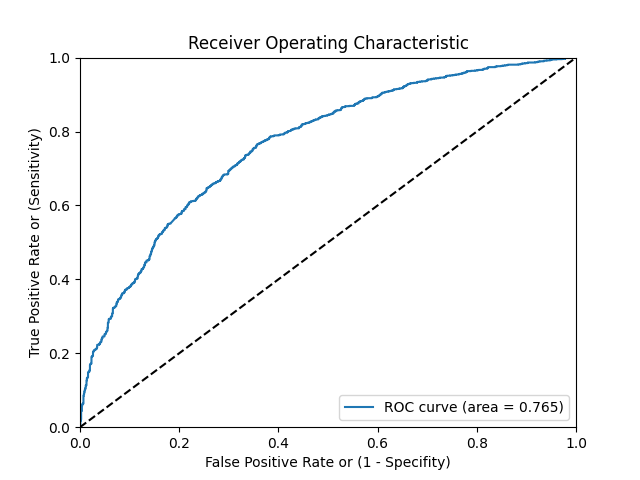 Receiver Operating Characteristic
True Positive Rate or (Sensitivity)
1.0
0.8
0.6
0.4
0.2
0.0
ROC curve (area = 0.765)
0.0 0.2 0.4 0.6 0.8 1.0
False Positive Rate or (1 - Specifity)